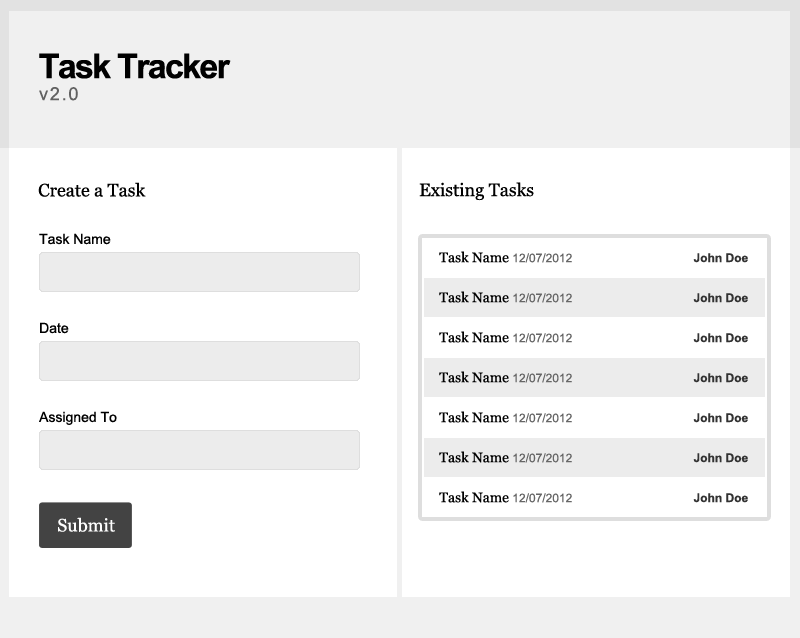 Task Tracker
v2.0
Create a Task
Task Name
Date
Assigned To
Submit
Existing Tasks
Task Name 12/07/2012 John Doe
Task Name 12/07/2012 John Doe
Task Name 12/07/2012 John Doe
Task Name 12/07/2012 John Doe
Task Name 12/07/2012 John Doe
Task Name 12/07/2012 John Doe
Task Name 12/07/2012 John Doe